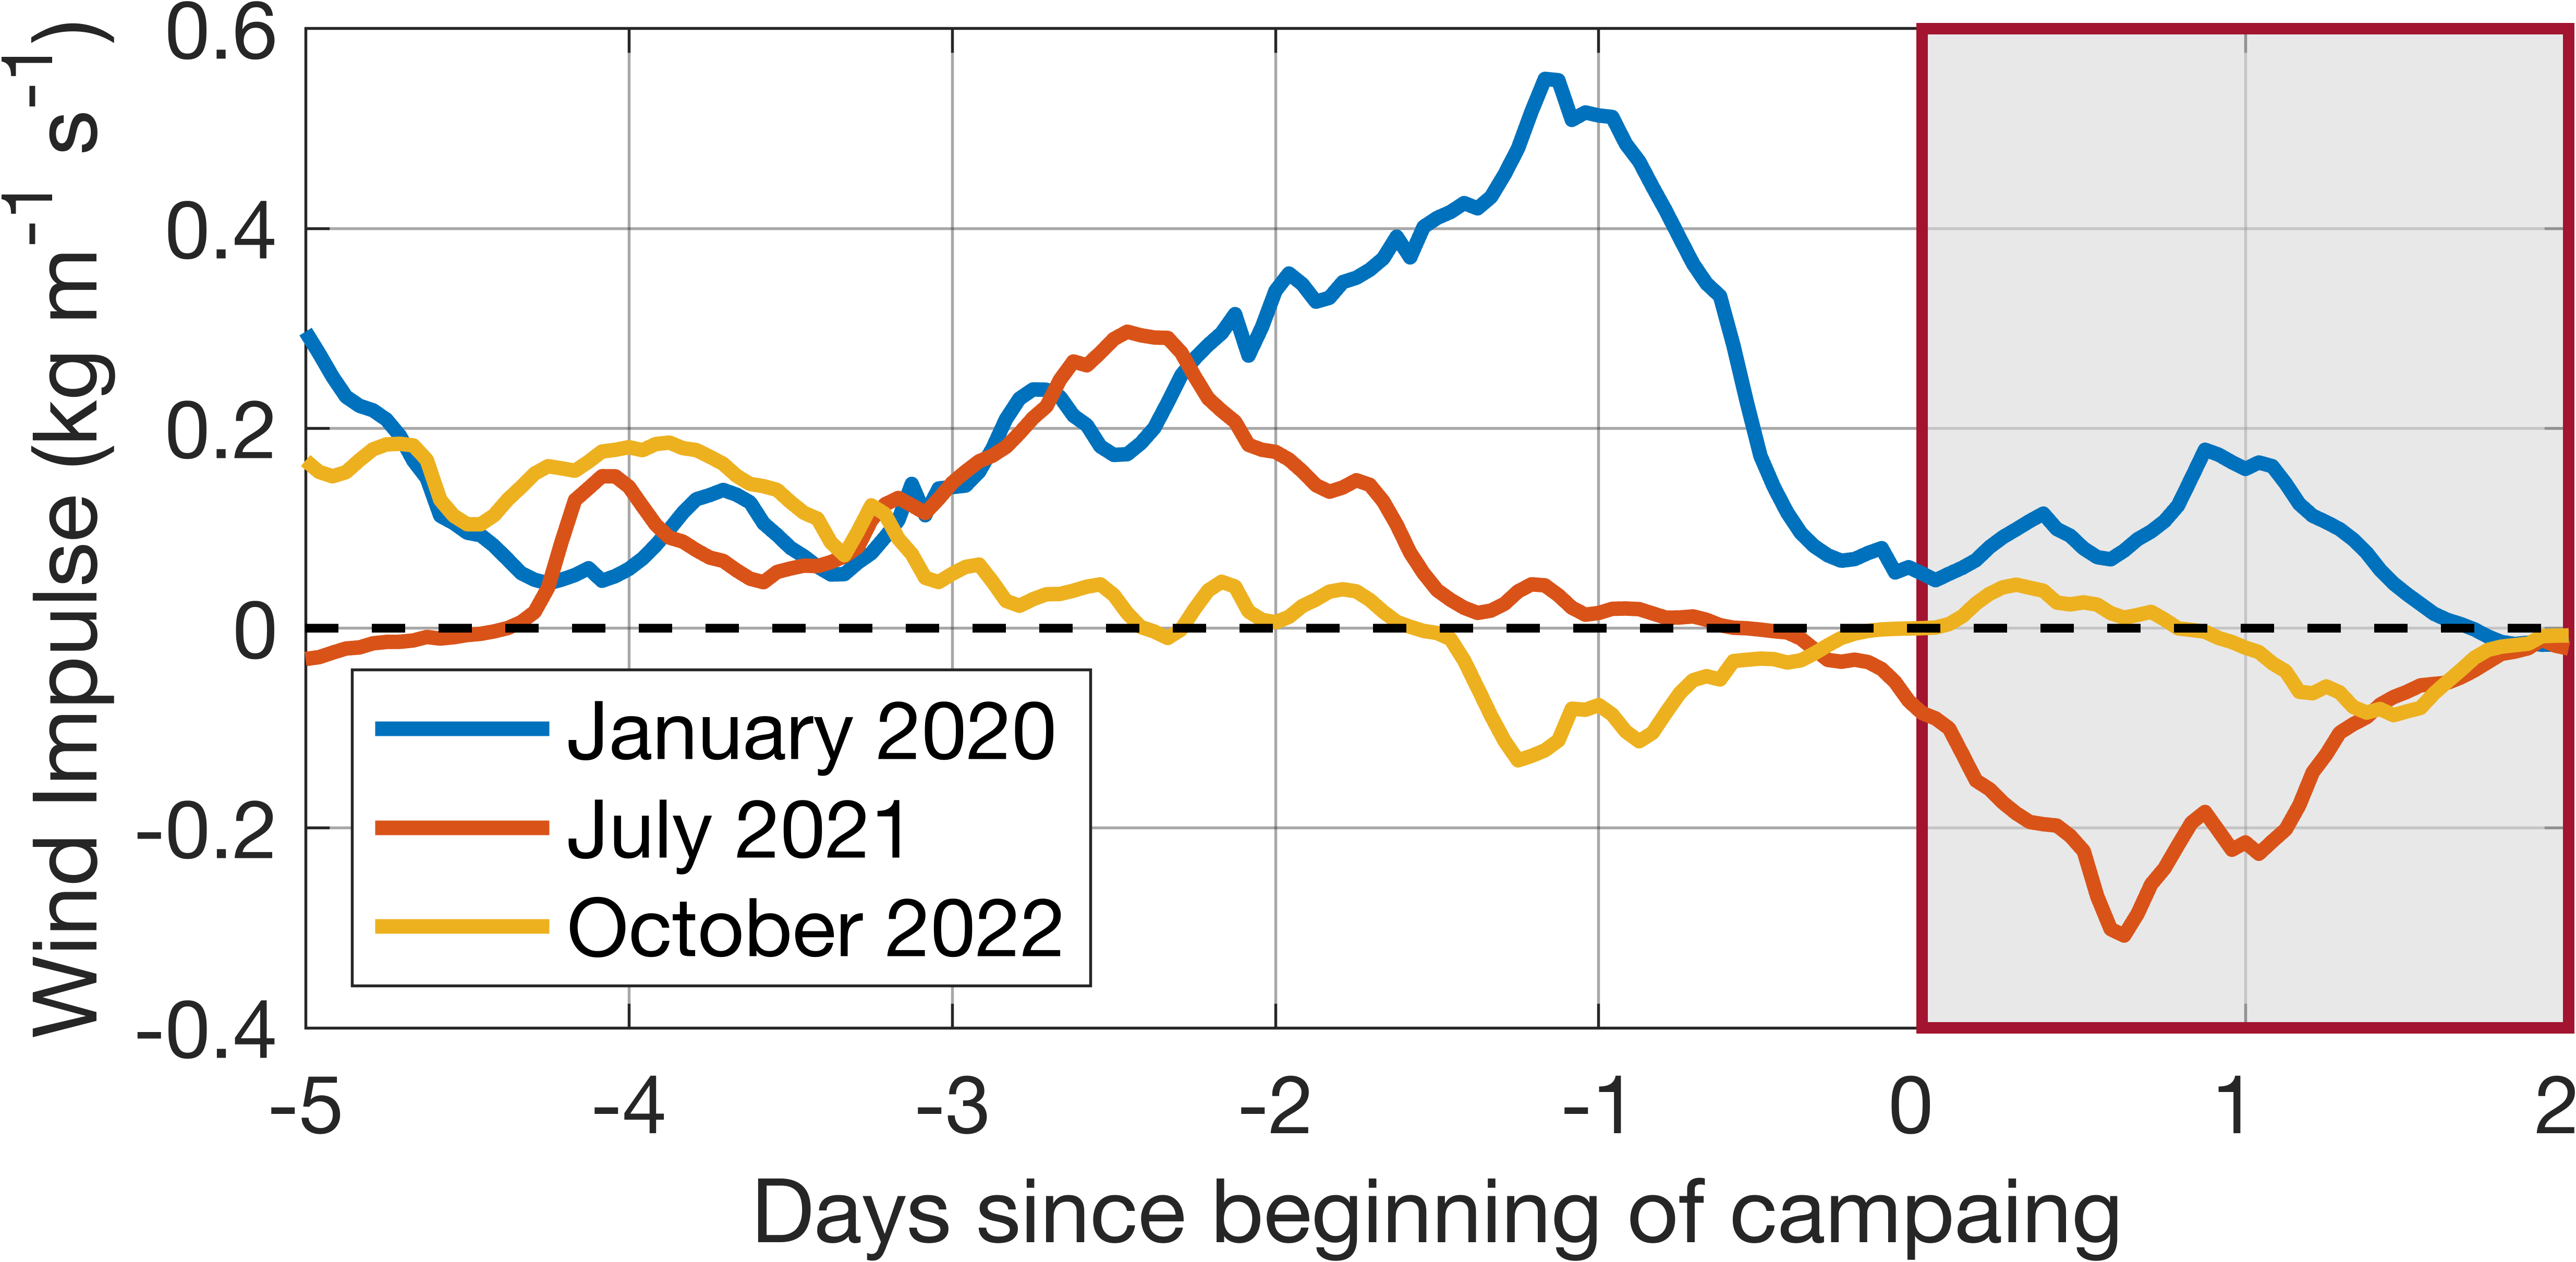 Wind Impulse (kg m-1 s-1)
0.6
0.4
0.2
0
-0.2
-0.4
January 2020
July 2021
October 2022
-5 -4 -3 -2 -1 0 1 2
Days since beginning of campaing